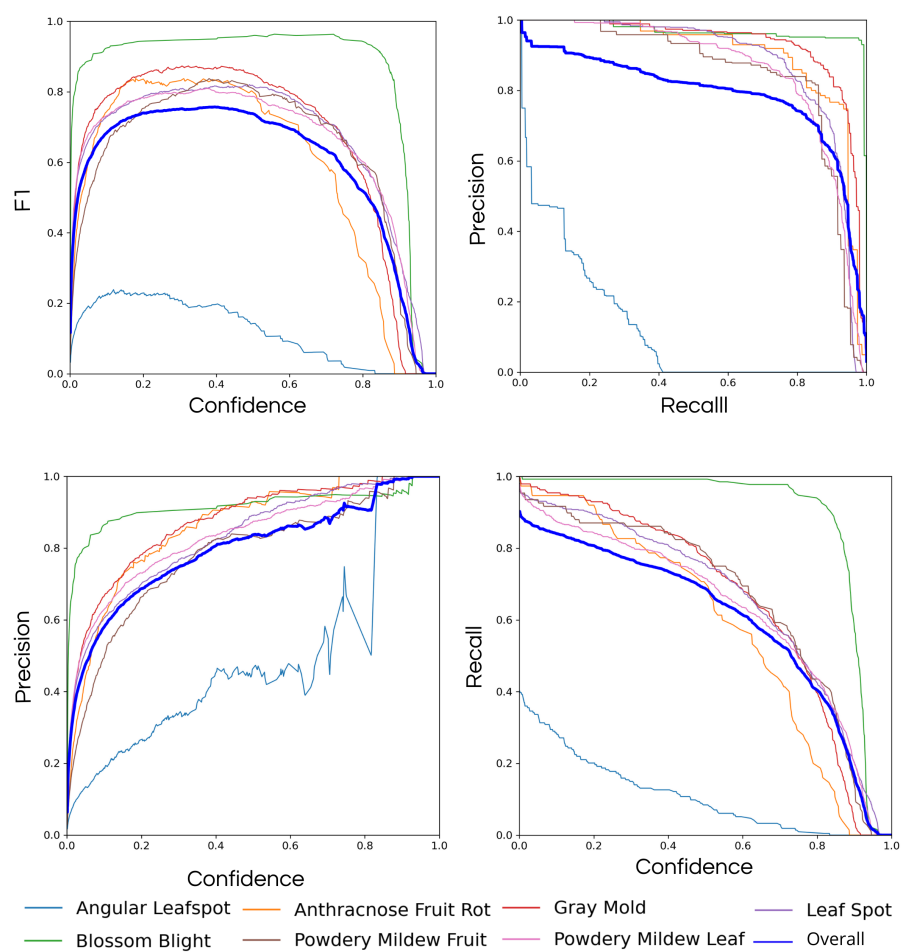 1.0 1.0
0.8 0.8
0.6 0.6
F1 Precision
0.4 0.4
0.2 0.2
0.0 0.0
0.0 0.2 0.4 0.6 0.8 1.0 0.0 0.2 0.4 0.6 0.8 1.0
Confidence Recalll
1.0 1.0
0.8 0.8
0.6 0.6
Precision Recall
0.4 0.4
0.2 0.2
0.0 0.0
0.0 0.2 0.4 0.6 0.8 1.0 0.0 0.2 0.4 0.6 0.8 1.0
Confidence Confidence
Angular Leafspot Anthracnose Fruit Rot Gray Mold Leaf Spot
Blossom Blight Powdery Mildew Fruit Powdery Mildew Leaf Overall